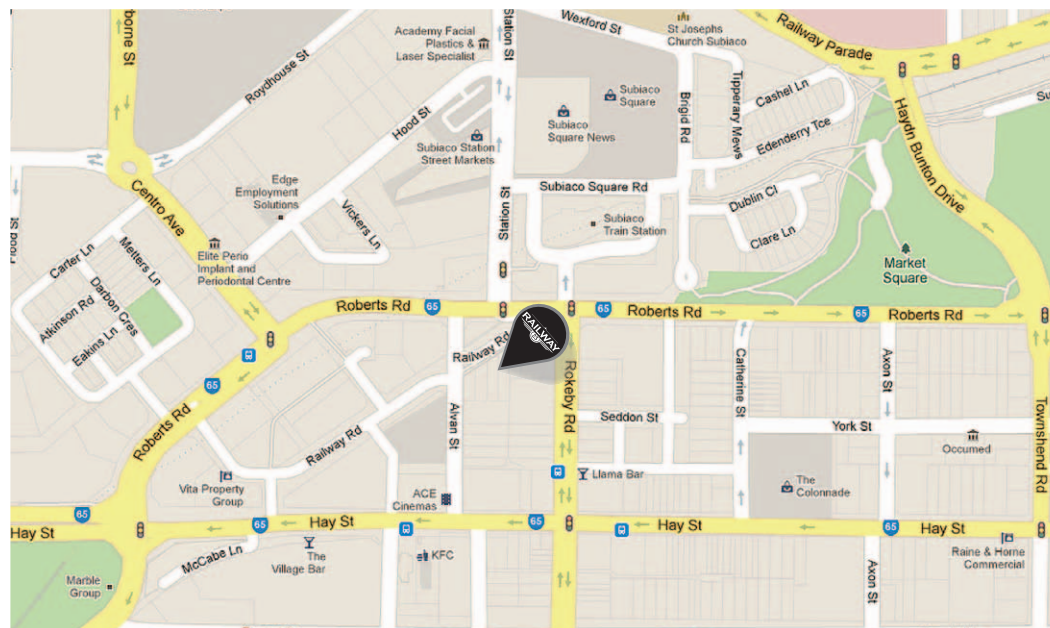 borne St
Academy Facial
Plastics &
Laser Specialist
Station St
Wexford St
St Josephs
Church Subiaco
Railway Parade
Roydhouse St
Hood St
Subiaco
Square
Subiaco
Square News
Brigid Rd
Tipperary Mews
Cashel Ln
Edenderry Tce
Haydn Bunton Drive
Su
Subiaco Station
Street Markets
Edge
Employment
Solutions
Centro Ave
Vickers Ln
Subiaco Square Rd
Station St
Subiaco
Train Station
Dublin Cl
Clare Ln
Market
Square
Hood St
Carter Ln
Metters Ln
Darbon Cres
Atkinson Rd
Eakins Ln
Elite Perio
Implant and
Periodontal Centre
Roberts Rd
65
65
Roberts Rd
65
Roberts Rd
RAILWAY
Railway Rd
Rokeby Rd
Catherine St
Axon St
Townshend Rd
65
Roberts Rd
Alvan St
Seddon St
York St
Railway Rd
Occumed
Vita Property
Group
ACE
Cinemas
Llama Bar
The
Colonnade
65
Hay St
65
Hay St
65
Hay St
65
Hay St
McCabe Ln
The
Village Bar
KFC
Axon St
Raine & Horne
Commercial
Marble
Group